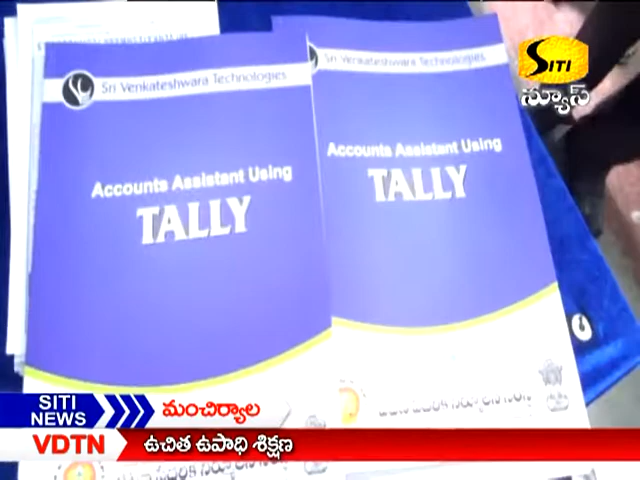 SITI
న్యూస్
Sri Venkateshwara Technologies
Accounts Assistant Using
TALLY
Sri Venkateshwara Technologies
Accounts Assistant Using
TALLY
SITI
NEWS
మంచిర్యాల
VDTN
ఉచిత ఉపాధి శిక్షణ